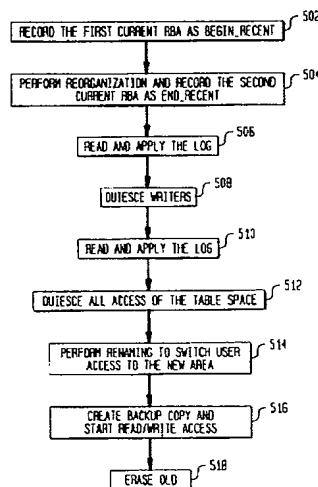 502
RECORD THE FIRST CURRENT RBA AS BEGIN_RECENT
504
PERFORM REORGANIZATION AND RECORD THE SECOND
CURRENT RBA AS END_RECENT
506
READ AND APPLY THE LOG
508
QUIESCE WRITERS
510
READ AND APPLY THE LOG
512
QUIESCE ALL ACCESS OF THE TABLE SPACE
514
PERFORM RENAMING TO SWITCH USER
ACCESS TO THE NEW AREA
516
CREATE BACKUP COPY AND
START READ/WRITE ACCESS
518
ERASE OLD